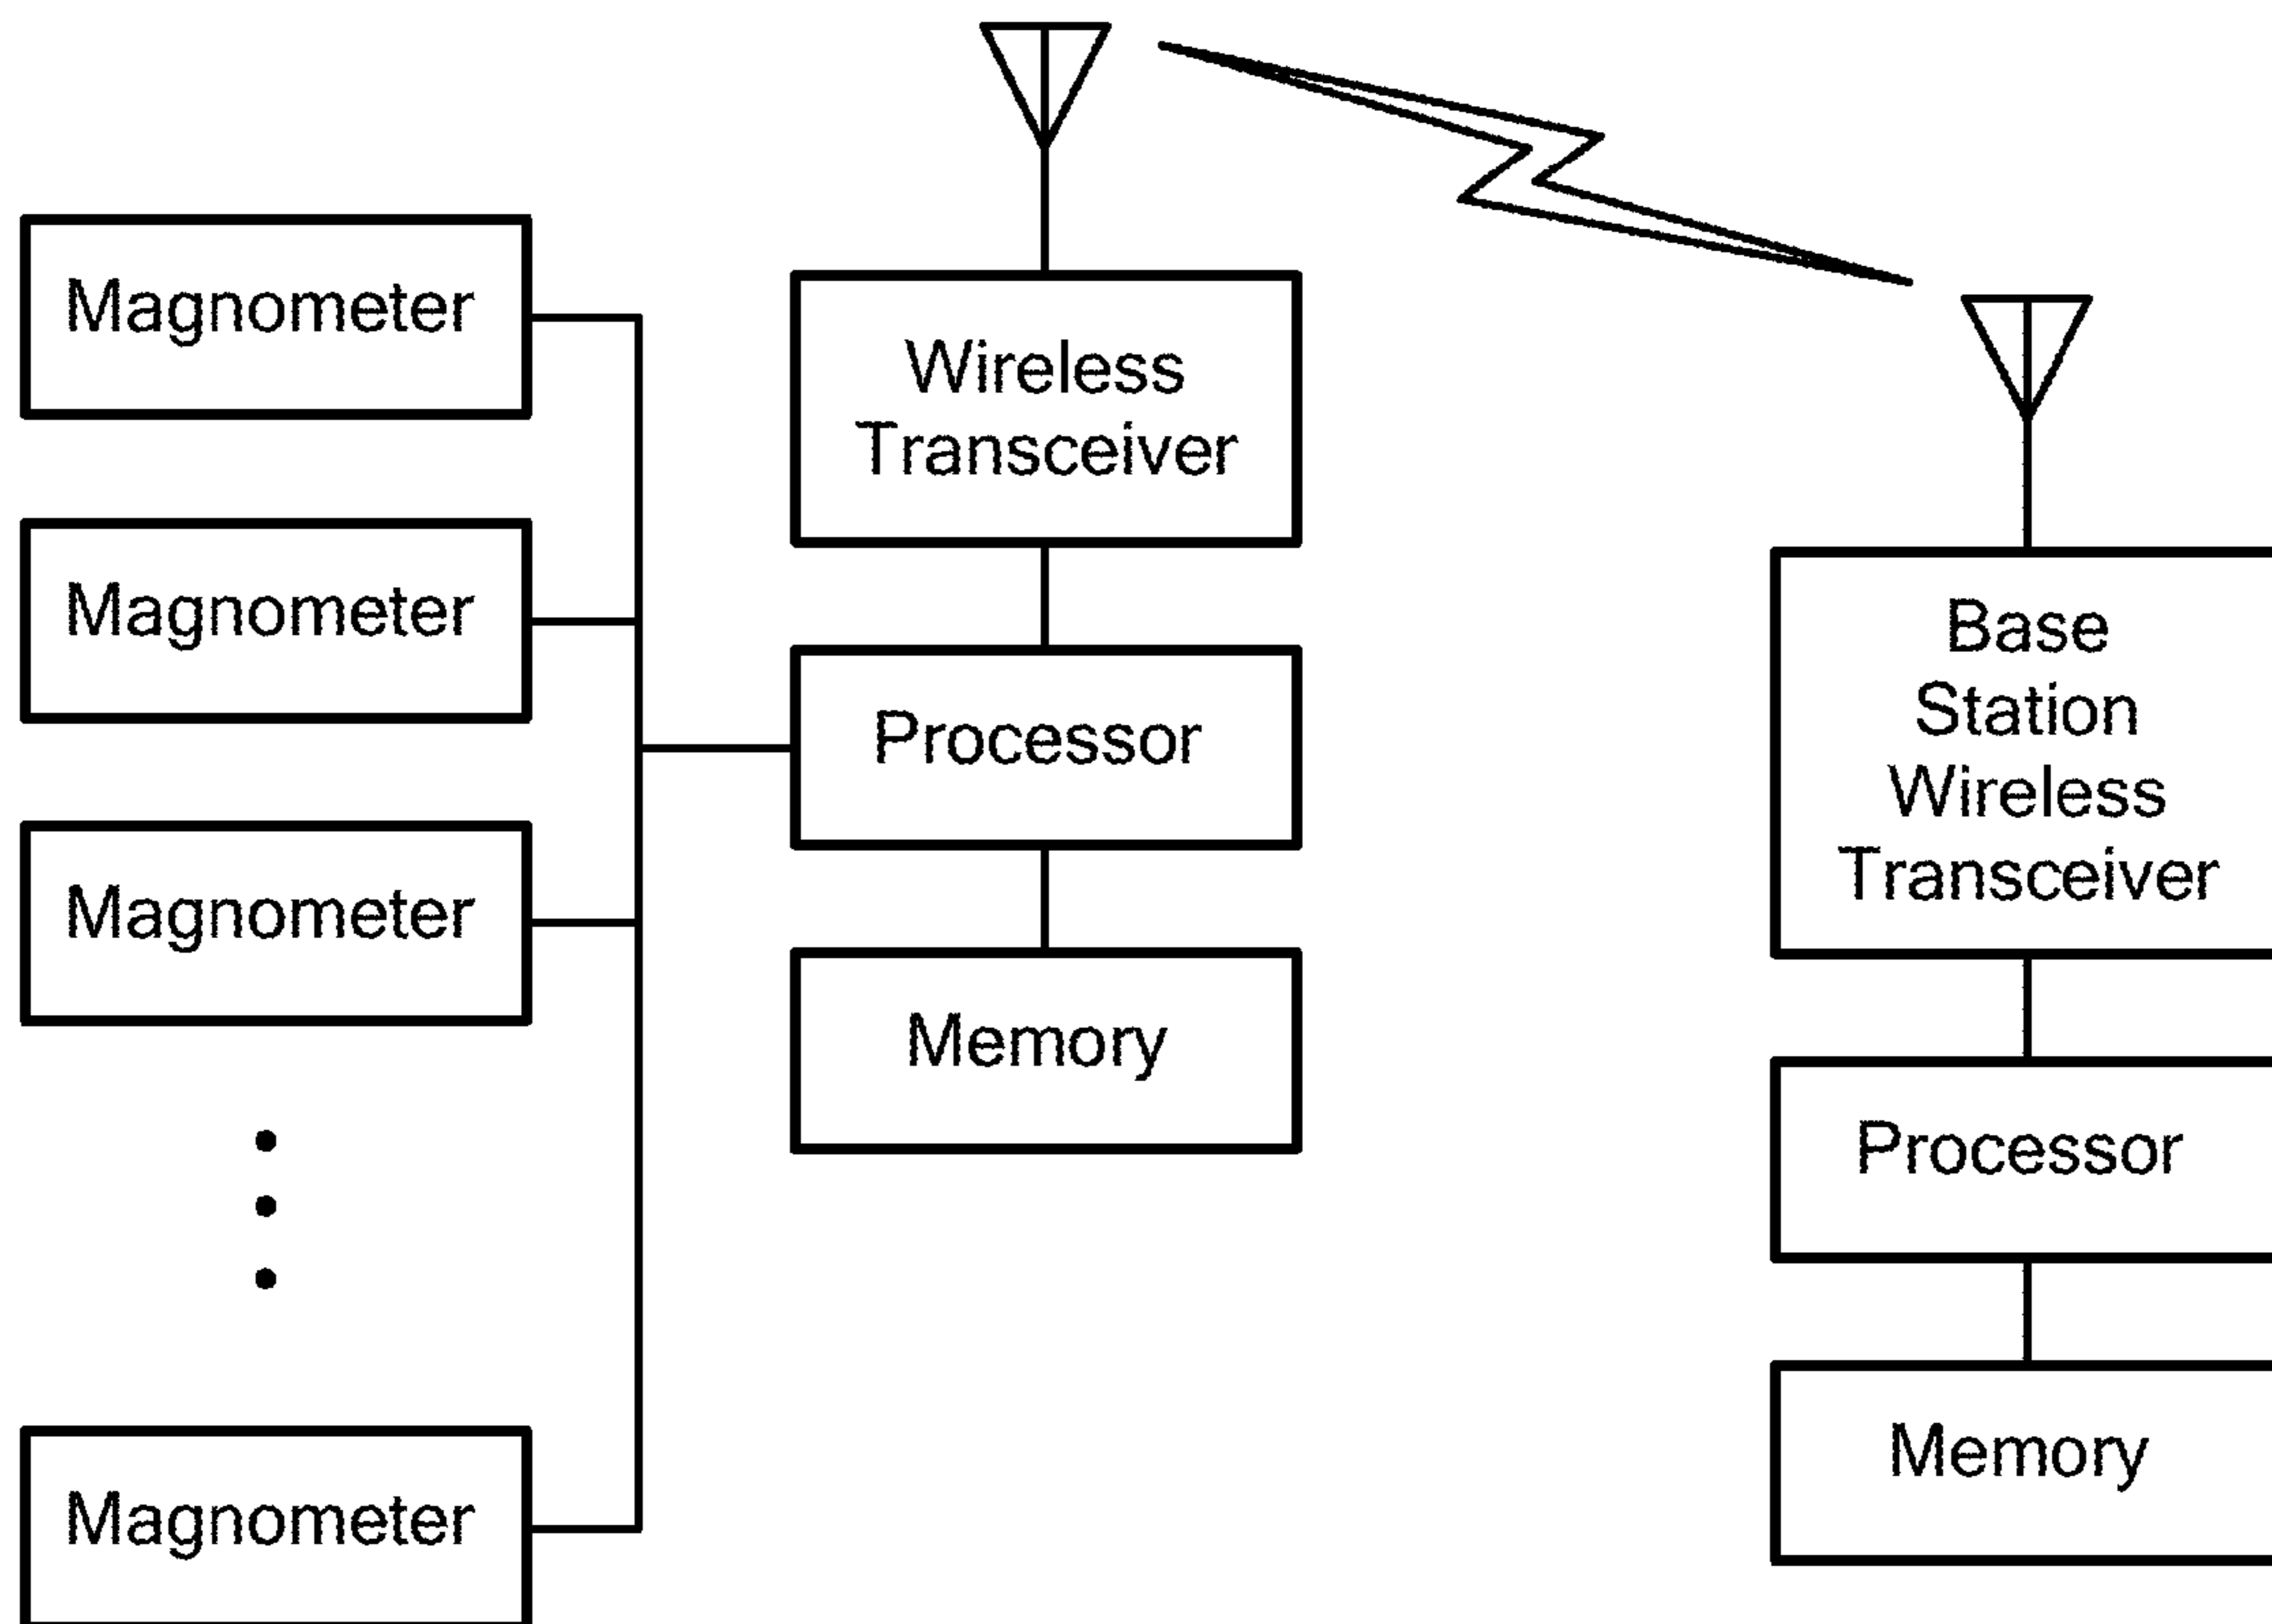 Magnometer
Magnometer
Magnometer
Magnometer
Wireless
Transceiver
Processor
Memory
Base
Station
Wireless
Transceiver
Processor
Memory